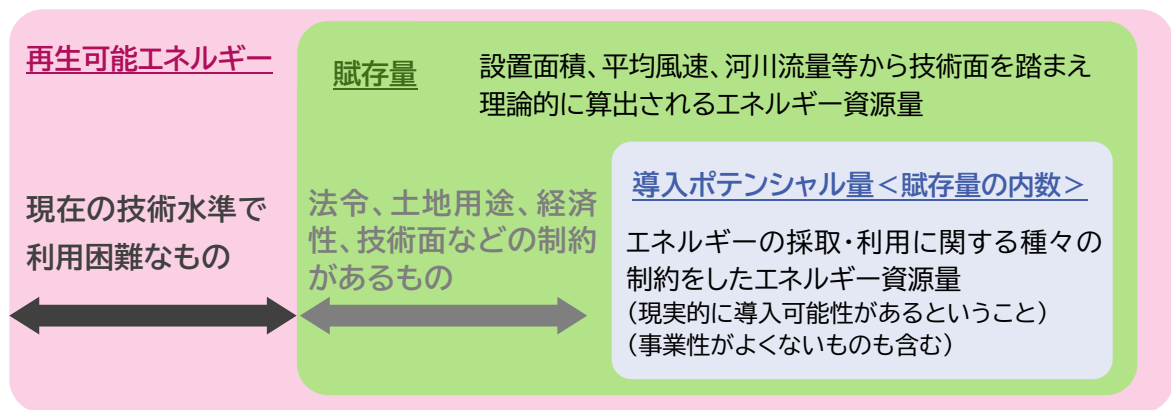 再生可能エネルギー
賦存量
設置面積、平均風速、河川流量等から技術面を踏まえ
理論的に算出されるエネルギー資源量
現在の技術水準で
利用困難なもの
法令、土地用途、経済
性、技術面などの制約
があるもの
導入ポテンシャル量＜賦存量の内数＞
エネルギーの採取・利用に関する種々の
制約をしたエネルギー資源量
（現実的に導入可能性があるということ）
（事業性がよくないものも含む）